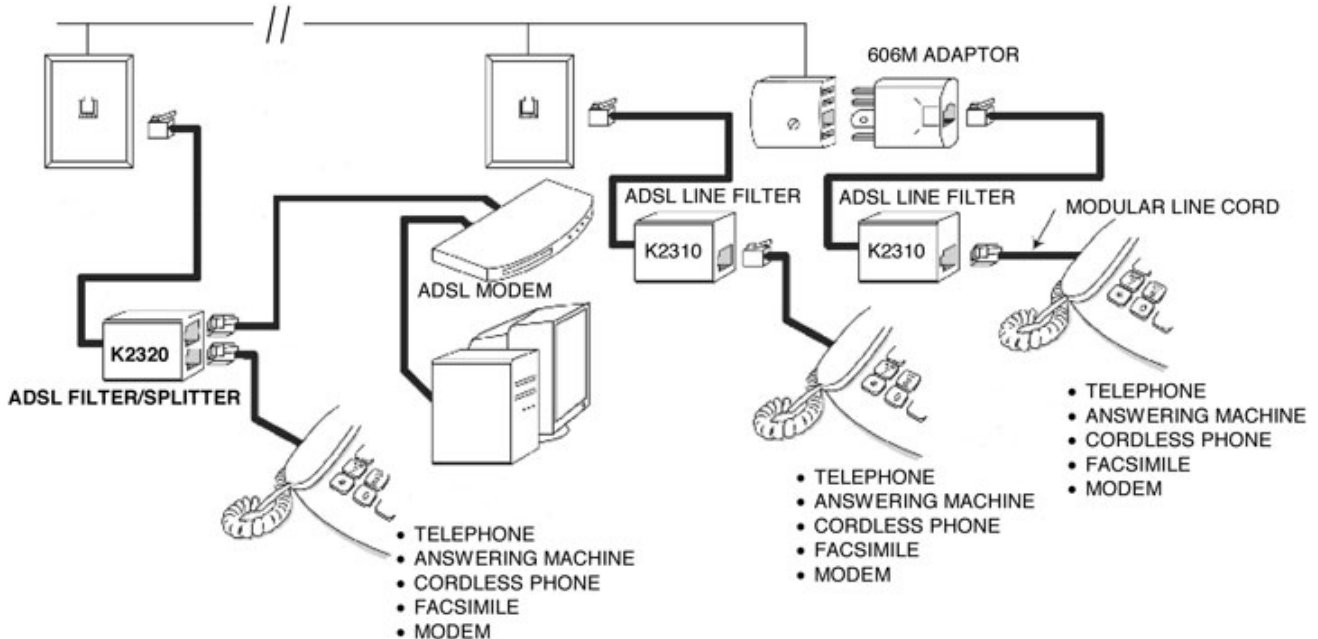 606M ADAPTOR
ADSL LINE FILTER
ADSL LINE FILTER
MODULAR LINE CORD
K2310
K2310
ADSL MODEM
K2320
ADSL FILTER/SPLITTER
• TELEPHONE
• ANSWERING MACHINE
• CORDLESS PHONE
• FACSIMILE
• MODEM
• TELEPHONE
• ANSWERING MACHINE
• CORDLESS PHONE
• FACSIMILE
• MODEM
• TELEPHONE
• ANSWERING MACHINE
• CORDLESS PHONE
• FACSIMILE
• MODEM